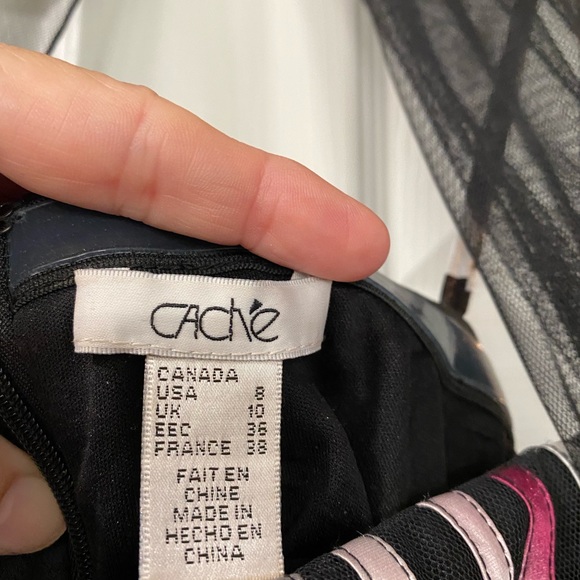 Caché
CANADA
USA 8
UK 10
EEC 36
FRANCE 38
FAIT EN
CHINE
MADE IN
HECHO EN
CHINA